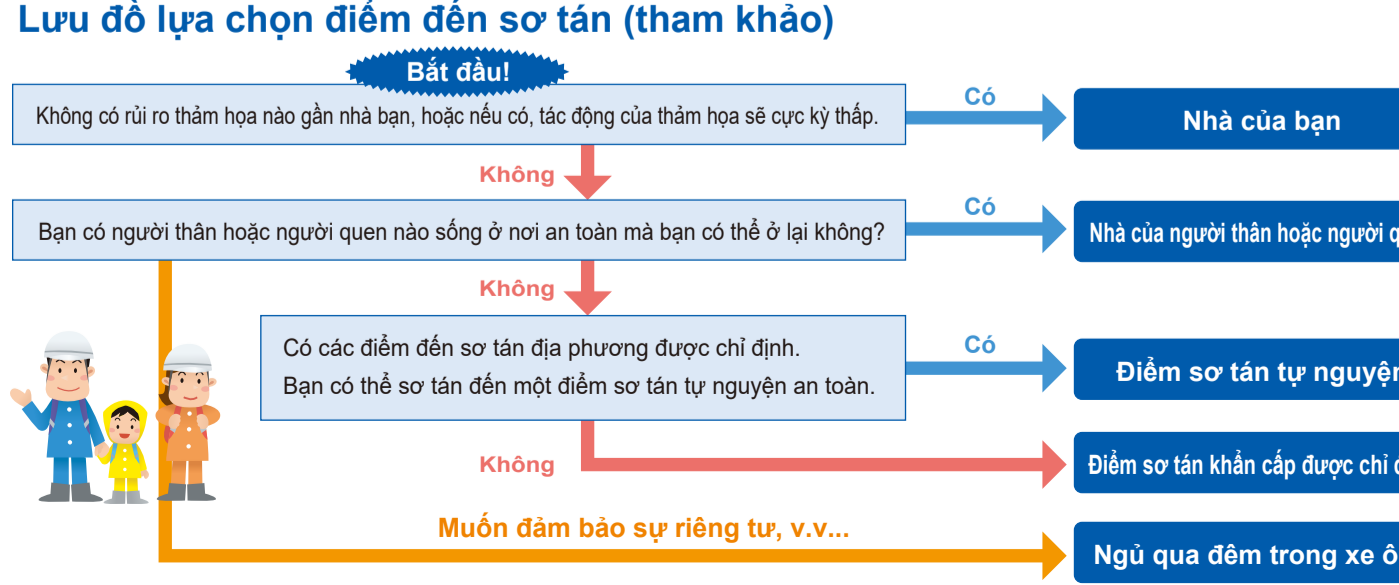 Lưu đồ lựa chọn điểm đến sơ tán (tham khảo)
Bắt đầu!
Không có rủi ro thảm họa nào gần nhà bạn, hoặc nếu có, tác động của thảm họa sẽ cực kỳ thấp.
Có
Nhà của bạn
Không
Bạn có người thân hoặc người quen nào sống ở nơi an toàn mà bạn có thể ở lại không?
Có
Nhà của người thân hoặc người
Không
Có các điểm đến sơ tán địa phương được chỉ định.
Bạn có thể sơ tán đến một điểm sơ tán tự nguyện an toàn.
Có
Điểm sơ tán tự nguyện
Không
Điểm sơ tán khẩn cấp được chỉ
Muốn đảm bảo sự riêng tư, v.v...
Ngủ qua đêm trong xe ô